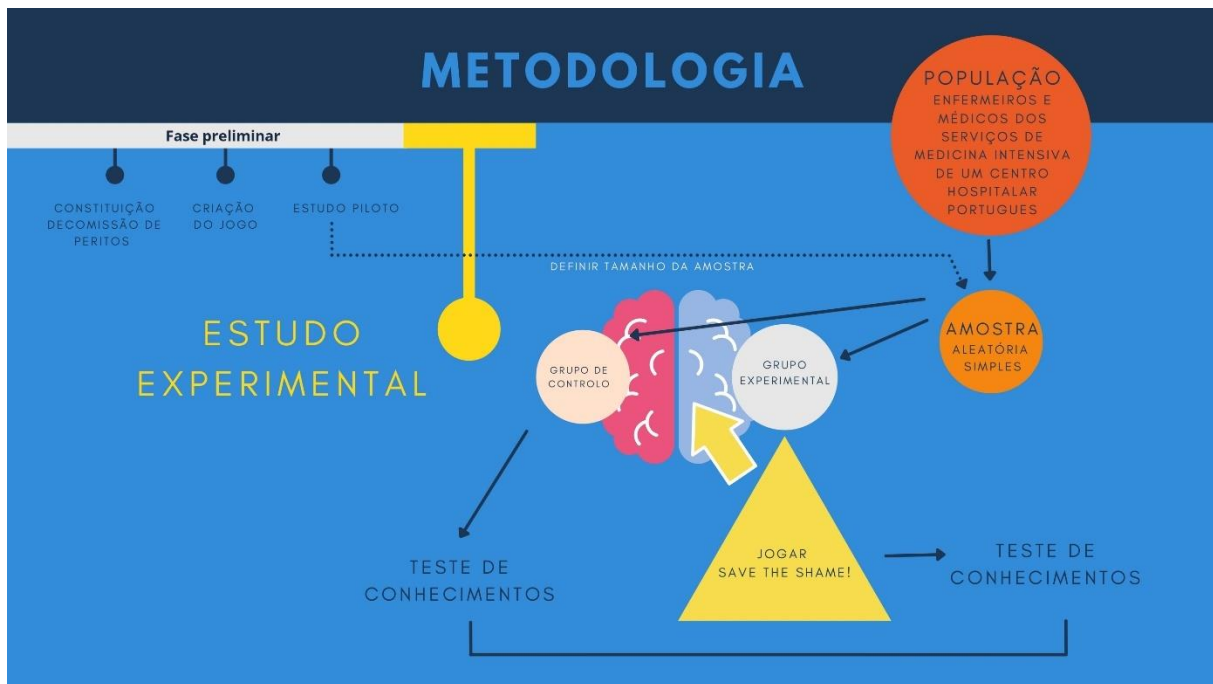 METODOLOGIA
POPULAÇÃO
ENFERMEIROS E
MÉDICOS DOS
SERVIÇOS DE
MEDICINA INTENSIVA
DE UM CENTRO
HOSPITALAR
PORTUGUES
Fase preliminar
CONSTITUIÇÃO
DECOMISSÃO DE
PERITOS
CRIAÇÃO
DO JOGO
ESTUDO PILOTO
DEFINIR TAMANHO DA AMOSTRA
ESTUDO
EXPERIMENTAL
GRUPO DE
CONTROLO
GRUPO
EXPERIMENTAL
AMOSTRA
ALEATÓRIA
SIMPLES
TESTE DE
CONHECIMENTOS
JOGAR
SAVE THE SHAME!
TESTE DE
CONHECIMENTOS